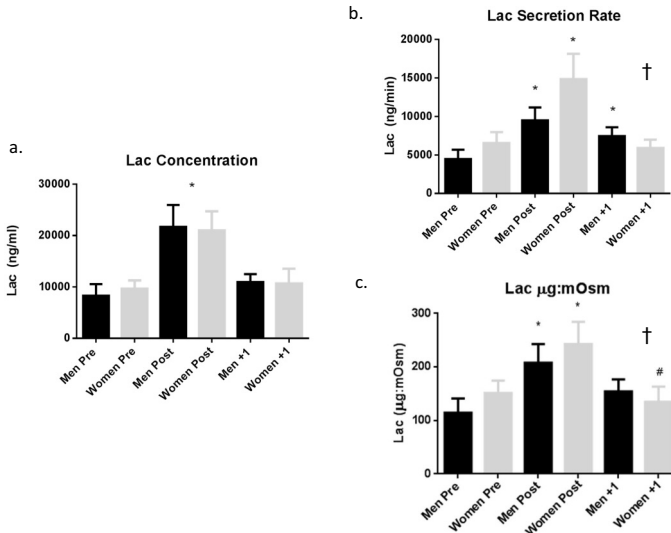 a.
Lac Concentration
Lac (ng/ml)
30000
20000
10000
0
*
Men Pre
Women Pre
Men Post
Women Post
Men +1
Women +1
b.
Lac Secretion Rate
Lac (ng/min)
20000
15000
10000
5000
0
*
*
*
†
Men Pre
Women Pre
Men Post
Women Post
Men +1
Women +1
c.
Lac µg:mOsm
Lac (µg:mOsm)
300
200
100
0
*
*
†
#
Men Pre
Women Pre
Men Post
Women Post
Men +1
Women +1